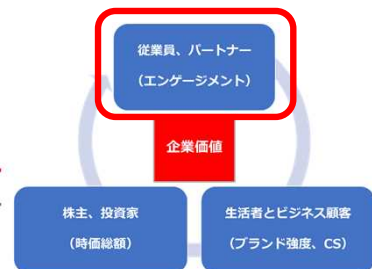 従業員、パートナー
（エンゲージメント）
企業価値
株主、投資家
（時価総額）
生活者とビジネス顧客
（ブランド強度、CS）